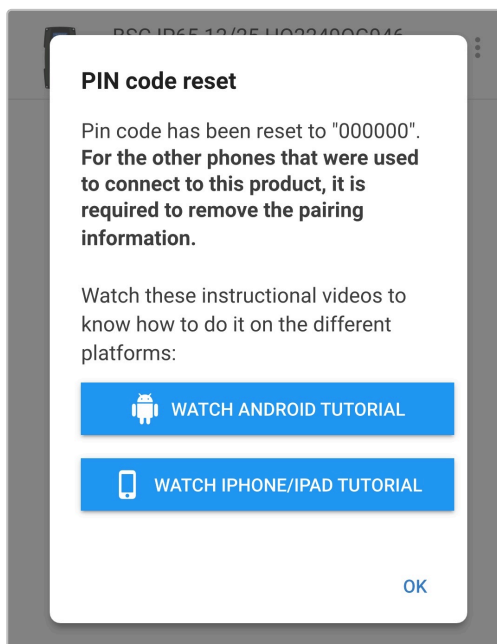 PIN code reset
Pin code has been reset to "000000".
For the other phones that were used
to connect to this product, it is
required to remove the pairing
information.
Watch these instructional videos to
know how to do it on the different
platforms:
WATCH ANDROID TUTORIAL
WATCH IPHONE/IPAD TUTORIAL
OK